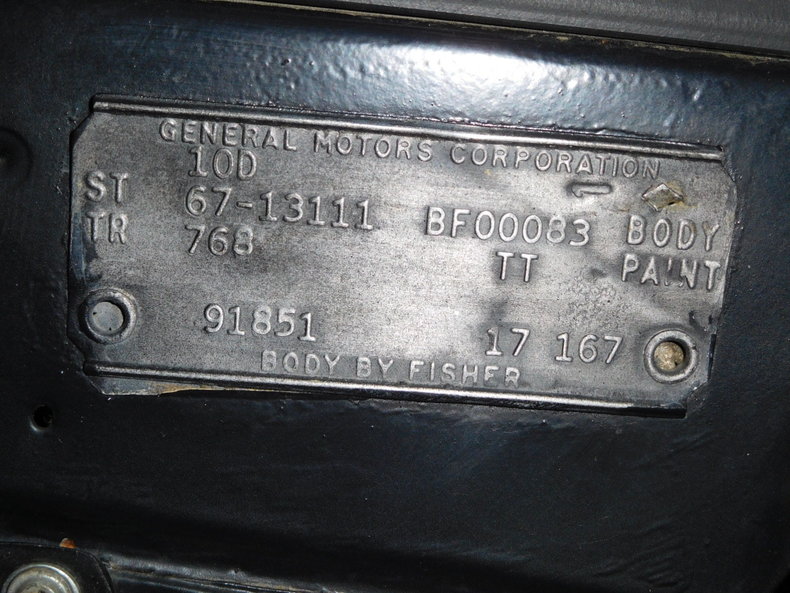 GENERAL MOTORS CORPORATION
10D
ST 67-13111 BF00083 BODY
TR 768 TT PAINT
91851 17 167
BODY BY FISHER